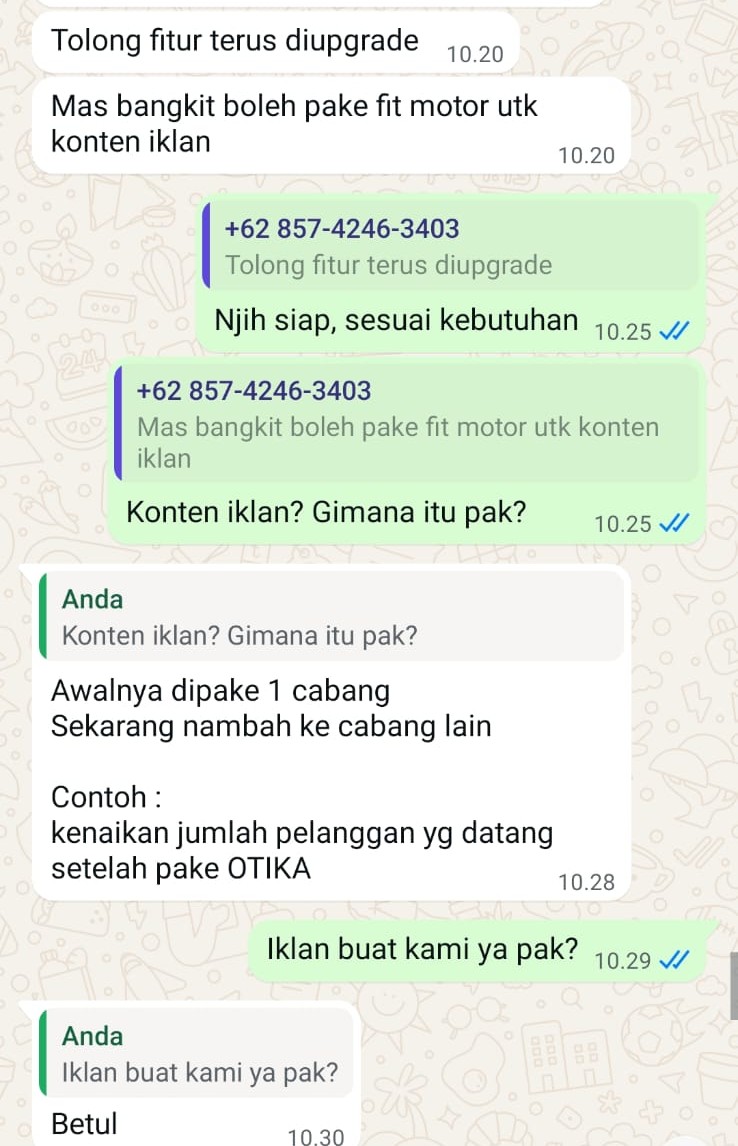 Tolong fitur terus diupgrade
10.20
Mas bangkit boleh pake fit motor utk
konten iklan
10.20
+62 857-4246-3403
Tolong fitur terus diupgrade
Njih siap, sesuai kebutuhan
10.25
+62 857-4246-3403
Mas bangkit boleh pake fit motor utk konten
iklan
Konten iklan? Gimana itu pak?
10.25
Anda
Konten iklan? Gimana itu pak?
Awalnya dipake 1 cabang
Sekarang nambah ke cabang lain
Contoh :
kenaikan jumlah pelanggan yg datang
setelah pake OTIKA
10.28
Iklan buat kami ya pak?
10.29
Anda
Iklan buat kami ya pak?
Betul
10.30